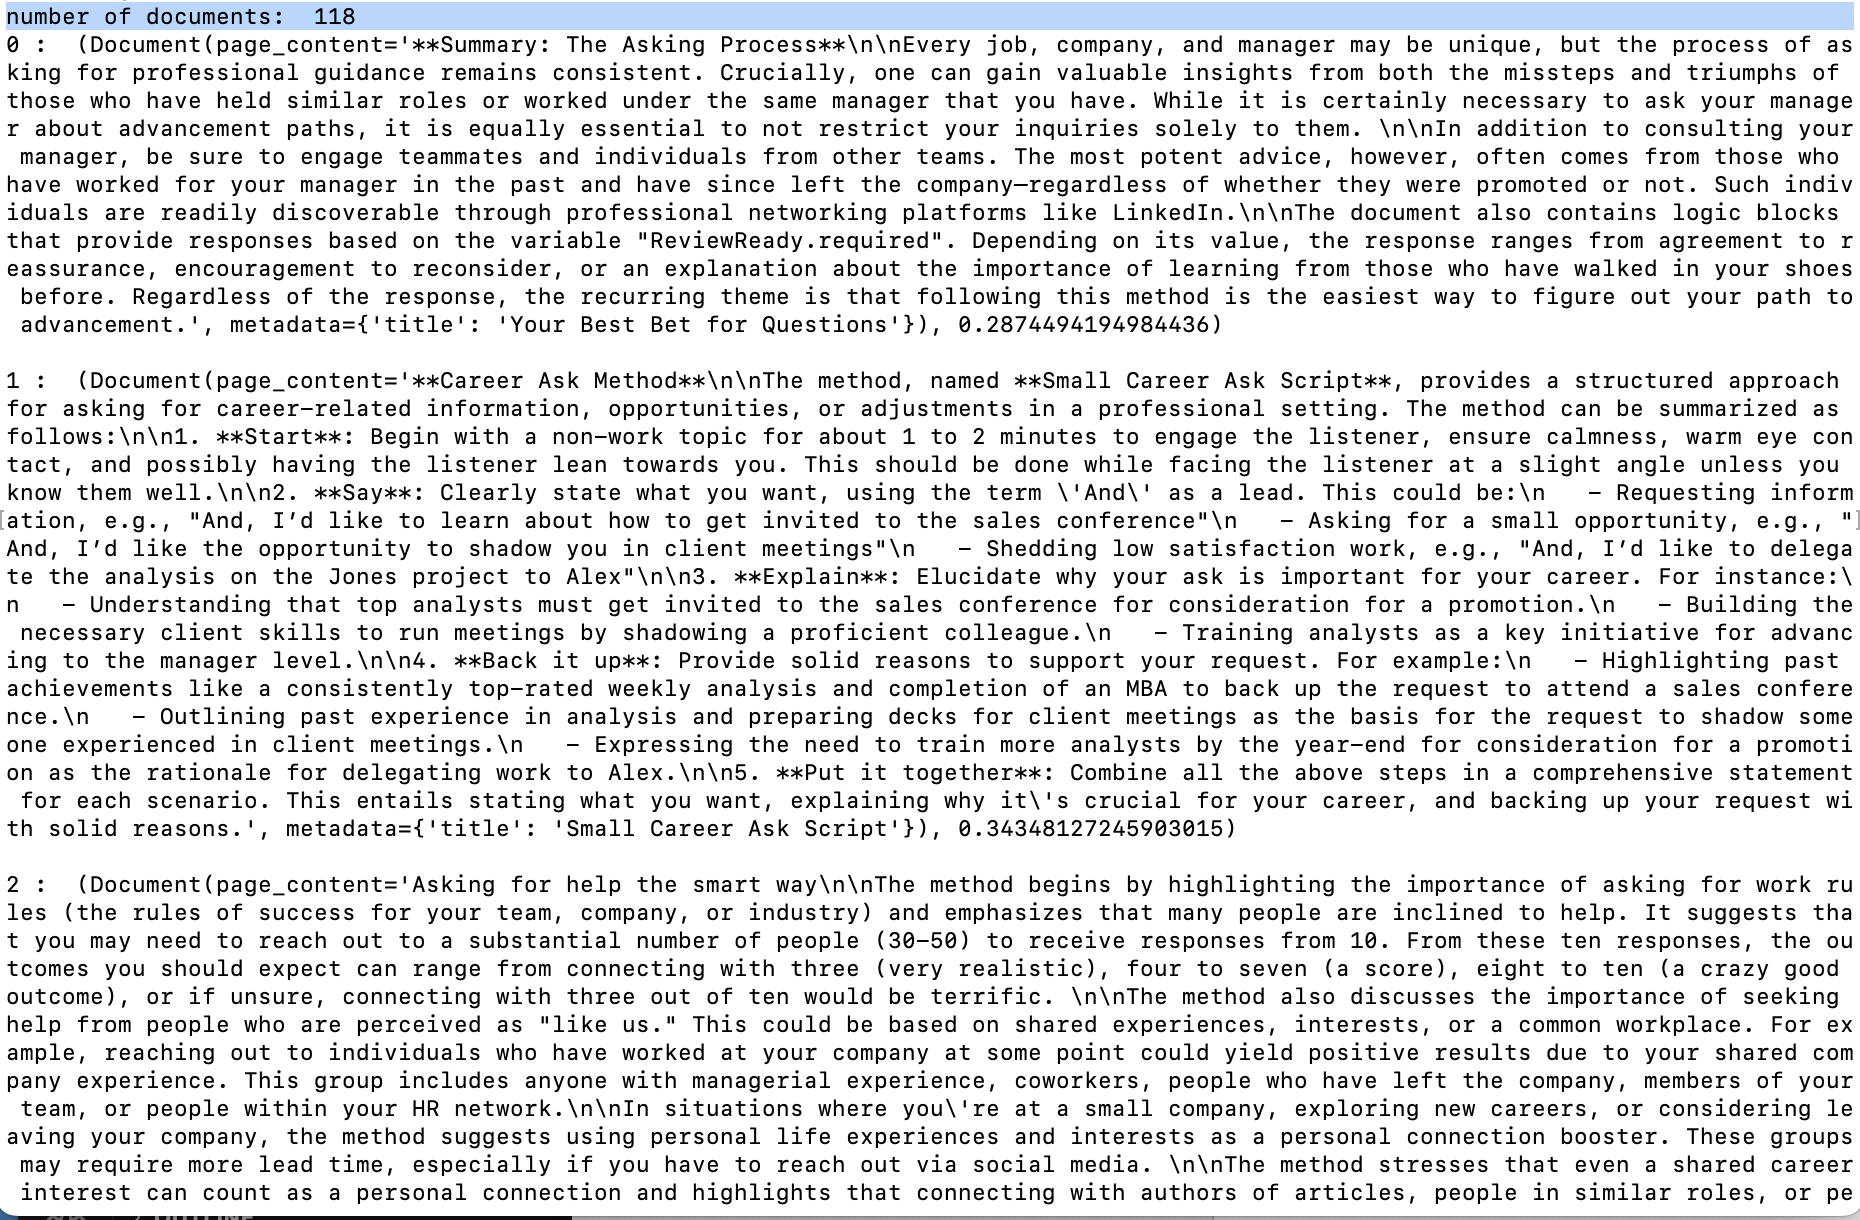 number of documents:  118
0 :  (Document(page_content='**Summary: The Asking Process**\n\nEvery job, company, and manager may be unique, but the process of as
king for professional guidance remains consistent. Crucially, one can gain valuable insights from both the missteps and triumphs of
those who have held similar roles or worked under the same manager that you have. While it is certainly necessary to ask your manage
r about advancement paths, it is equally essential to not restrict your inquiries solely to them. \n\nIn addition to consulting your
 manager, be sure to engage teammates and individuals from other teams. The most potent advice, however, often comes from those who
have worked for your manager in the past and have since left the company—regardless of whether they were promoted or not. Such indiv
iduals are readily discoverable through professional networking platforms like LinkedIn.\n\nThe document also contains logic blocks
that provide responses based on the variable "ReviewReady.required". Depending on its value, the response ranges from agreement to r
eassurance, encouragement to reconsider, or an explanation about the importance of learning from those who have walked in your shoes
 before. Regardless of the response, the recurring theme is that following this method is the easiest way to figure out your path to
 advancement.', metadata={'title': 'Your Best Bet for Questions'}), 0.2874494194984436)
1 :  (Document(page_content='**Career Ask Method**\n\nThe method, named **Small Career Ask Script**, provides a structured approach
for asking for career-related information, opportunities, or adjustments in a professional setting. The method can be summarized as
follows:\n\n1. **Start**: Begin with a non-work topic for about 1 to 2 minutes to engage the listener, ensure calmness, warm eye con
tact, and possibly having the listener lean towards you. This should be done while facing the listener at a slight angle unless you
know them well.\n\n2. **Say**: Clearly state what you want, using the term \'And\' as a lead. This could be:\n   - Requesting inform
ation, e.g., "And, I’d like to learn about how to get invited to the sales conference"\n   - Asking for a small opportunity, e.g., "
And, I’d like the opportunity to shadow you in client meetings"\n   - Shedding low satisfaction work, e.g., "And, I’d like to delega
te the analysis on the Jones project to Alex"\n\n3. **Explain**: Elucidate why your ask is important for your career. For instance:\
n   - Understanding that top analysts must get invited to the sales conference for consideration for a promotion.\n   - Building the
 necessary client skills to run meetings by shadowing a proficient colleague.\n   - Training analysts as a key initiative for advanc
ing to the manager level.\n\n4. **Back it up**: Provide solid reasons to support your request. For example:\n   - Highlighting past
achievements like a consistently top-rated weekly analysis and completion of an MBA to back up the request to attend a sales confere
nce.\n   - Outlining past experience in analysis and preparing decks for client meetings as the basis for the request to shadow some
one experienced in client meetings.\n   - Expressing the need to train more analysts by the year-end for consideration for a promoti
on as the rationale for delegating work to Alex.\n\n5. **Put it together**: Combine all the above steps in a comprehensive statement
 for each scenario. This entails stating what you want, explaining why it\'s crucial for your career, and backing up your request wi
th solid reasons.', metadata={'title': 'Small Career Ask Script'}), 0.34348127245903015)
2 :  (Document(page_content='Asking for help the smart way\n\nThe method begins by highlighting the importance of asking for work ru
les (the rules of success for your team, company, or industry) and emphasizes that many people are inclined to help. It suggests tha
t you may need to reach out to a substantial number of people (30-50) to receive responses from 10. From these ten responses, the ou
tcomes you should expect can range from connecting with three (very realistic), four to seven (a score), eight to ten (a crazy good
outcome), or if unsure, connecting with three out of ten would be terrific. \n\nThe method also discusses the importance of seeking
help from people who are perceived as "like us." This could be based on shared experiences, interests, or a common workplace. For ex
ample, reaching out to individuals who have worked at your company at some point could yield positive results due to your shared com
pany experience. This group includes anyone with managerial experience, coworkers, people who have left the company, members of your
 team, or people within your HR network.\n\nIn situations where you\'re at a small company, exploring new careers, or considering le
aving your company, the method suggests using personal life experiences and interests as a personal connection booster. These groups
 may require more lead time, especially if you have to reach out via social media. \n\nThe method stresses that even a shared career
 interest can count as a personal connection and highlights that connecting with authors of articles, people in similar roles, or pe